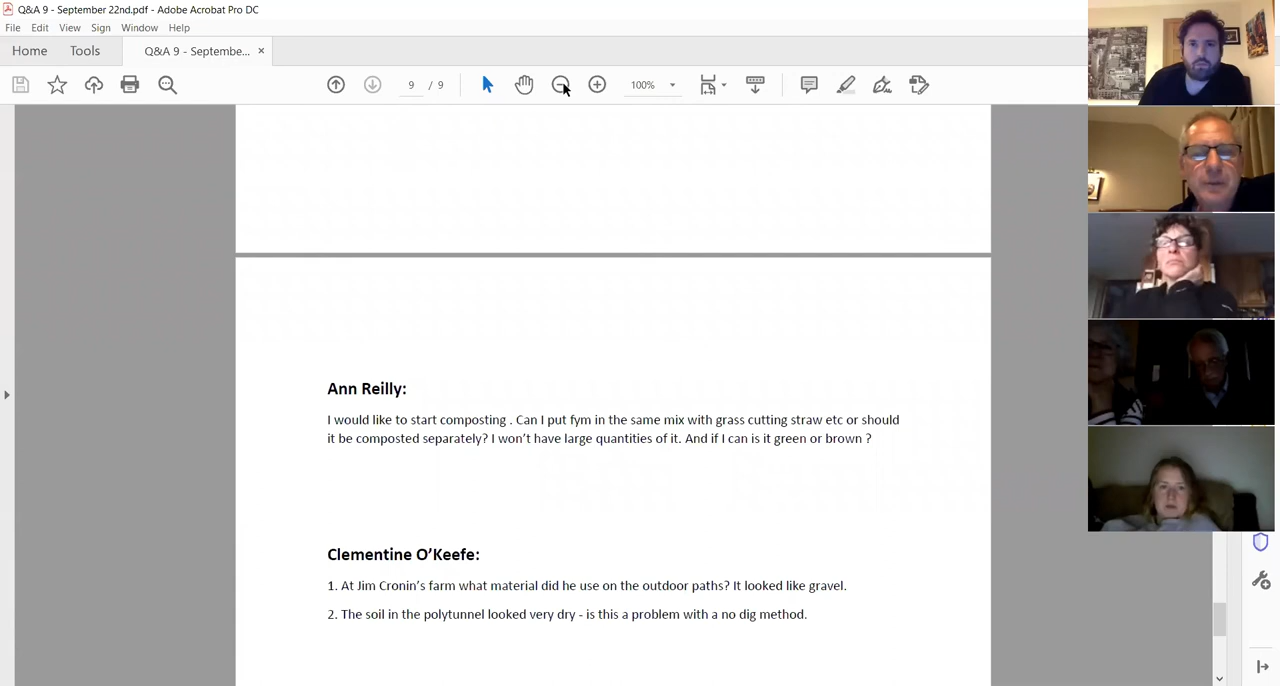 Q&A 9 - September 22nd.pdf - Adobe Acrobat Pro DC
File Edit View Sign Window Help
Home Tools Q&A 9 - Septembe... ×
9 / 9 100%
Ann Reilly:
I would like to start composting . Can I put fym in the same mix with grass cutting straw etc or should
it be composted separately? I won’t have large quantities of it. And if I can is it green or brown ?
Clementine O’Keefe:
1. At Jim Cronin’s farm what material did he use on the outdoor paths? It looked like gravel.
2. The soil in the polytunnel looked very dry - is this a problem with a no dig method.